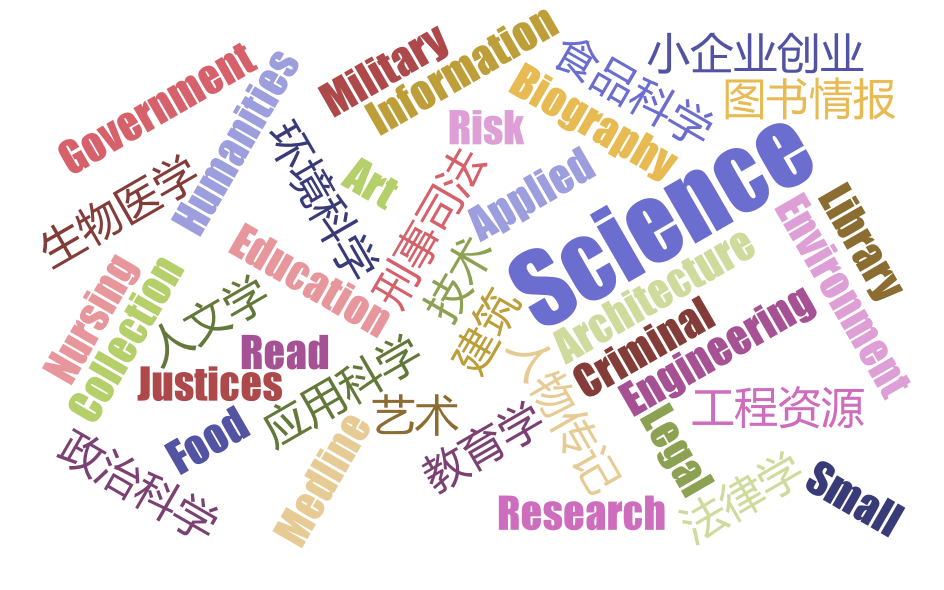 Government
Humanities
Military
Information
食品科学
小企业创业
图书情报
Biography
Risk
环境科学
Art
生物医学
刑事司法
Applied
Science
Library
Environment
Education
技术
Architecture
Nursing
Collection
人文学
建筑
Read
Justices
应用科学
人物传记
Criminal
Engineering
艺术
工程资源
Food
Medline
教育学
Legal
政治科学
Research
法律学
Small